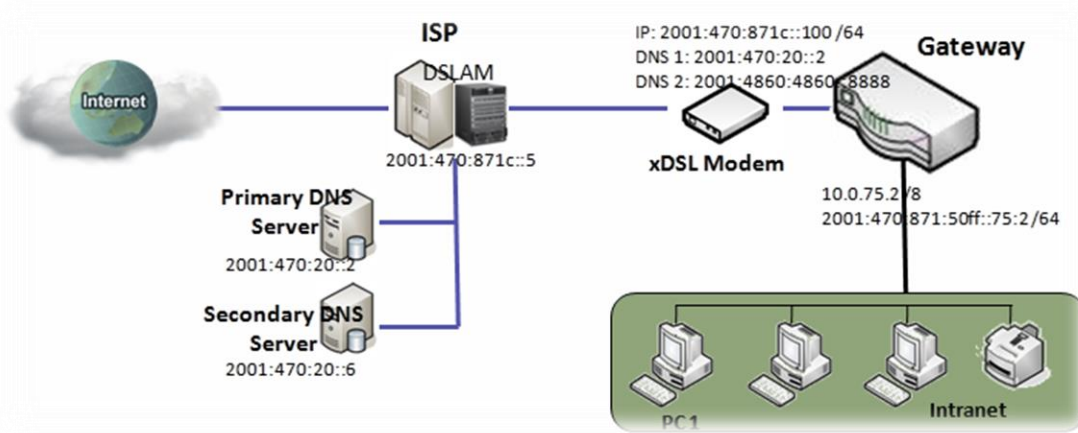 ISP
DSLAM
2001:470:871c::5
Internet
IP: 2001:470:871c::100 /64
DNS 1: 2001:470:20::2
DNS 2: 2001:4860:4860::8888
Gateway
xDSL Modem
10.0.75.2/8
2001:470:871:50ff::75:2/64
Primary DNS
Server
2001:470:20::2
Secondary DNS
Server
2001:470:20::6
PC1
Intranet